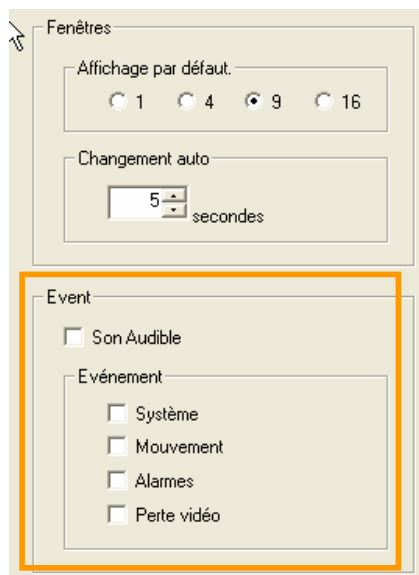 Fenêtres
Affichage par défaut.
1 4 9 16
Changement auto
5 secondes
Event
Son Audible
Evénement
Système
Mouvement
Alarmes
Perte vidéo